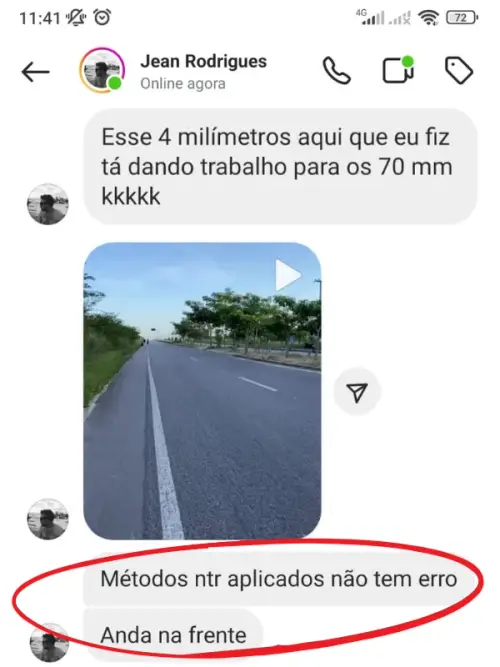 11:41
4G
72
Jean Rodrigues
Online agora
Esse 4 milímetros aqui que eu fiz
tá dando trabalho para os 70 mm
kkkkk
Métodos ntr aplicados não tem erro
Anda na frente